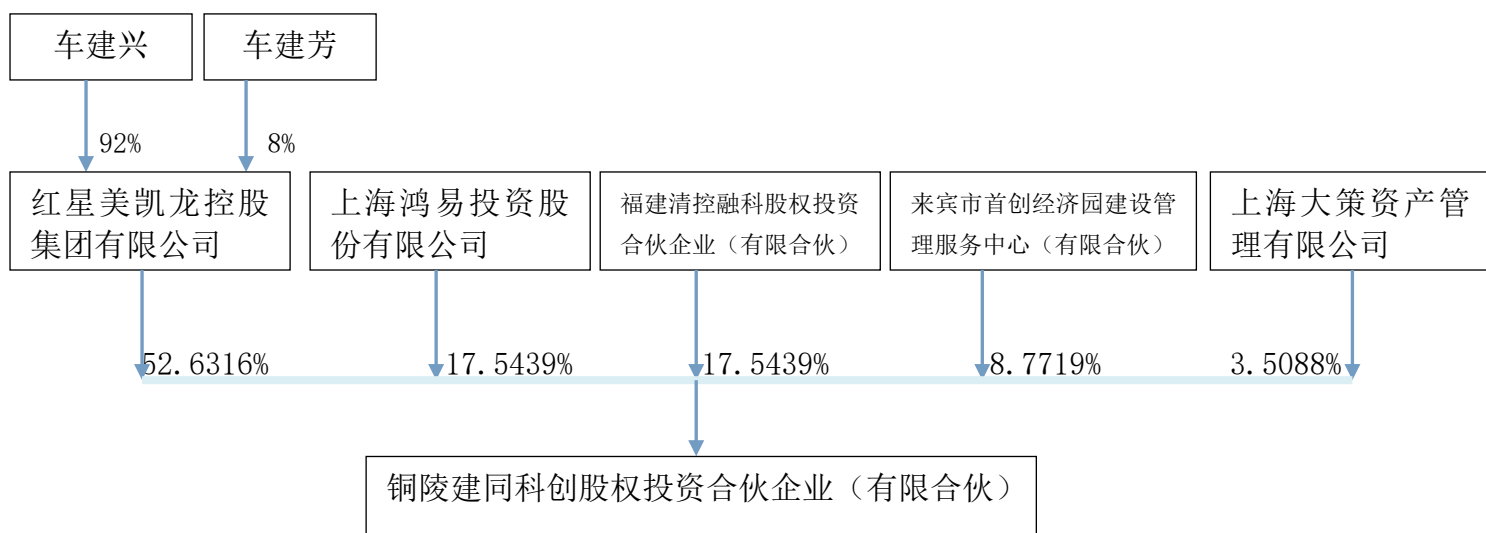 车建兴
车建芳
92%
8%
红星美凯龙控股
集团有限公司
上海鸿易投资股
份有限公司
福建清控融科股权投资
合伙企业（有限合伙）
来宾市首创经济园建设管
理服务中心（有限合伙）
上海大策资产管
理有限公司
52.6316%
17.5439%
17.5439%
8.7719%
3.5088%
铜陵建同科创股权投资合伙企业（有限合伙）